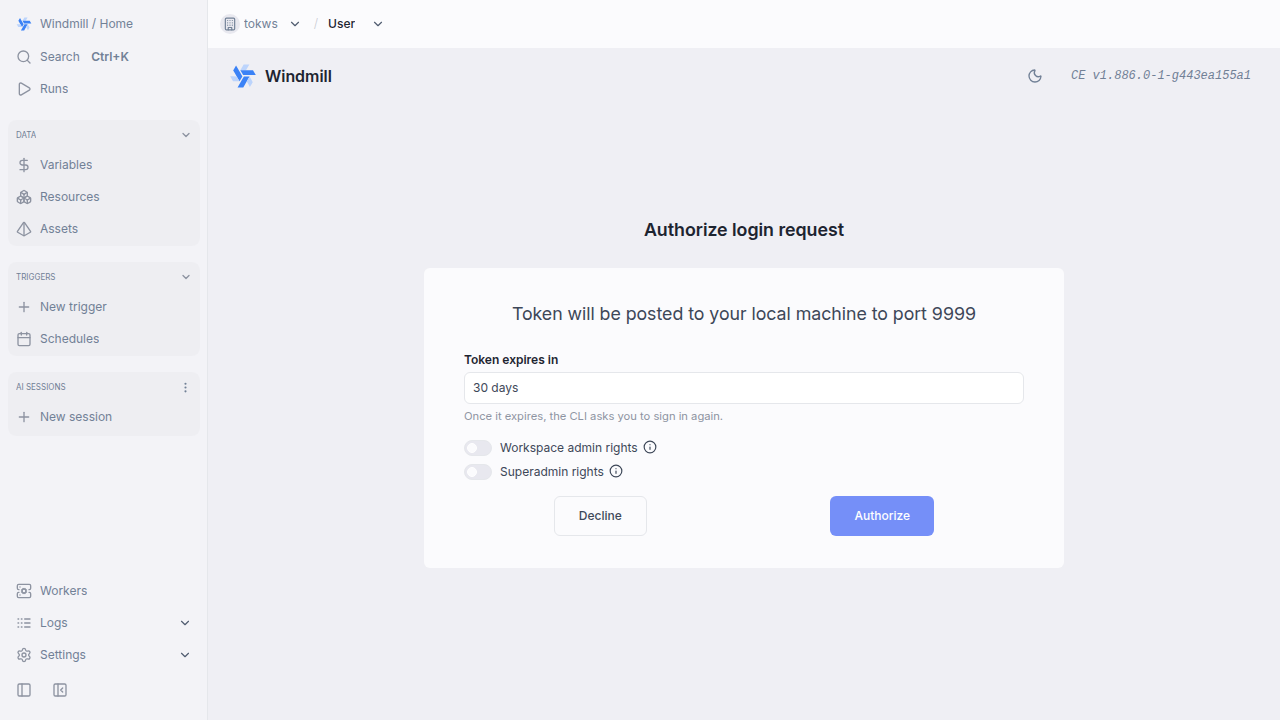 Windmill / Home
Search Ctrl+K
Runs
DATA
Variables
Resources
Assets
TRIGGERS
New trigger
Schedules
AI SESSIONS
New session
Workers
Logs
Settings
tokws / User
Windmill
CE v1.886.0-1-g443ea155a1
Authorize login request
Token will be posted to your local machine to port 9999
Token expires in
30 days
Once it expires, the CLI asks you to sign in again.
Workspace admin rights
Superadmin rights
Decline
Authorize